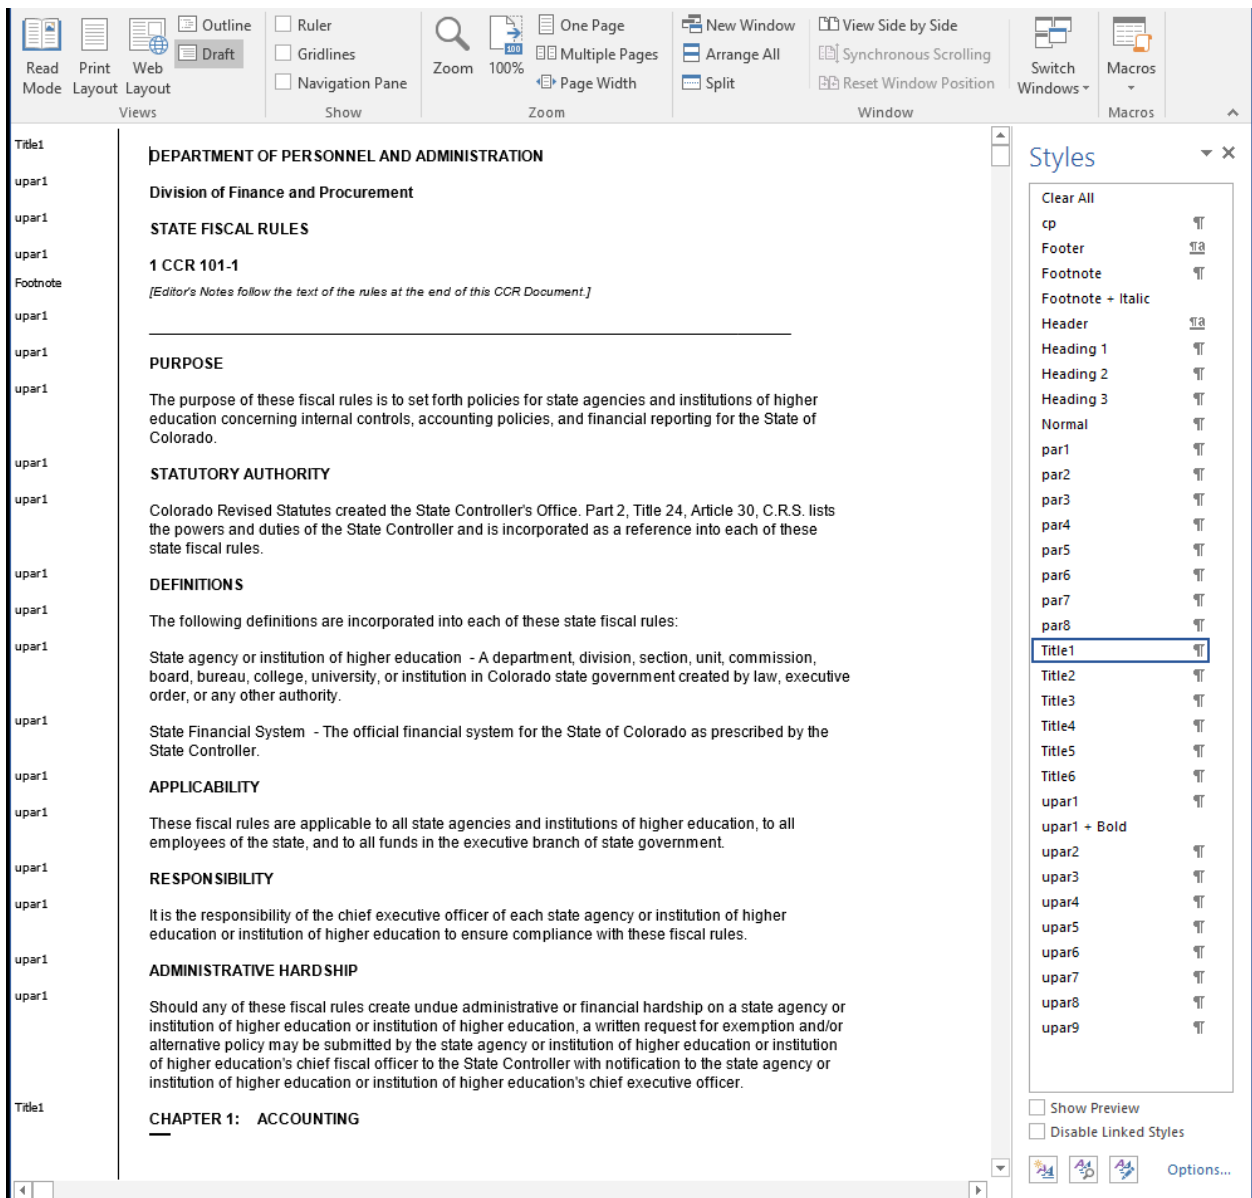 Read Mode
Print Layout
Web Layout
Outline
Draft
Views
Ruler
Gridlines
Navigation Pane
Show
Zoom
100
100%
One Page
Multiple Pages
Page Width
Zoom
New Window
Arrange All
Split
View Side by Side
Synchronous Scrolling
Reset Window Position
Window
Switch Windows
Macros
Macros
Title1
DEPARTMENT OF PERSONNEL AND ADMINISTRATION
upar1
Division of Finance and Procurement
upar1
STATE FISCAL RULES
upar1
1 CCR 101-1
Footnote
[Editor's Notes follow the text of the rules at the end of this CCR Document.]
upar1
upar1
PURPOSE
upar1
The purpose of these fiscal rules is to set forth policies for state agencies and institutions of higher
education concerning internal controls, accounting policies, and financial reporting for the State of
Colorado.
upar1
STATUTORY AUTHORITY
upar1
Colorado Revised Statutes created the State Controller's Office. Part 2, Title 24, Article 30, C.R.S. lists
the powers and duties of the State Controller and is incorporated as a reference into each of these
state fiscal rules.
upar1
DEFINITIONS
upar1
The following definitions are incorporated into each of these state fiscal rules:
upar1
State agency or institution of higher education - A department, division, section, unit, commission,
board, bureau, college, university, or institution in Colorado state government created by law, executive
order, or any other authority.
upar1
State Financial System - The official financial system for the State of Colorado as prescribed by the
State Controller.
upar1
APPLICABILITY
upar1
These fiscal rules are applicable to all state agencies and institutions of higher education, to all
employees of the state, and to all funds in the executive branch of state government.
upar1
RESPONSIBILITY
upar1
It is the responsibility of the chief executive officer of each state agency or institution of higher
education or institution of higher education to ensure compliance with these fiscal rules.
upar1
ADMINISTRATIVE HARDSHIP
upar1
Should any of these fiscal rules create undue administrative or financial hardship on a state agency or
institution of higher education or institution of higher education, a written request for exemption and/or
alternative policy may be submitted by the state agency or institution of higher education or institution
of higher education's chief fiscal officer to the State Controller with notification to the state agency or
institution of higher education or institution of higher education's chief executive officer.
Title1
CHAPTER 1: ACCOUNTING
Styles
Clear All
cp ¶
Footer ¶a
Footnote ¶
Footnote + Italic
Header ¶a
Heading 1 ¶
Heading 2 ¶
Heading 3 ¶
Normal ¶
par1 ¶
par2 ¶
par3 ¶
par4 ¶
par5 ¶
par6 ¶
par7 ¶
par8 ¶
Title1 ¶
Title2 ¶
Title3 ¶
Title4 ¶
Title5 ¶
Title6 ¶
upar1 ¶
upar1 + Bold
upar2 ¶
upar3 ¶
upar4 ¶
upar5 ¶
upar6 ¶
upar7 ¶
upar8 ¶
upar9 ¶
Show Preview
Disable Linked Styles
Options...